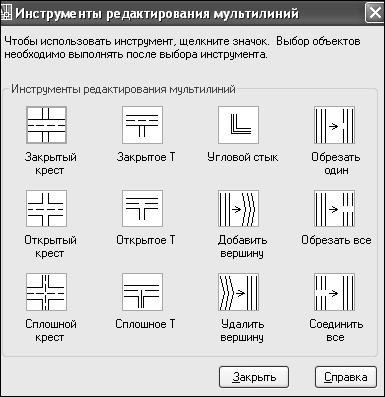 Инструменты редактирования мультилиний
Чтобы использовать инструмент, щелкните значок. Выбор объектов
необходимо выполнять после выбора инструмента.
Инструменты редактирования мультилиний
Закрытый крест
Закрытое Т
Угловой стык
Обрезать один
Открытый крест
Открытое Т
Добавить вершину
Обрезать все
Сплошной крест
Сплошное Т
Удалить вершину
Соединить все
Закрыть
Справка